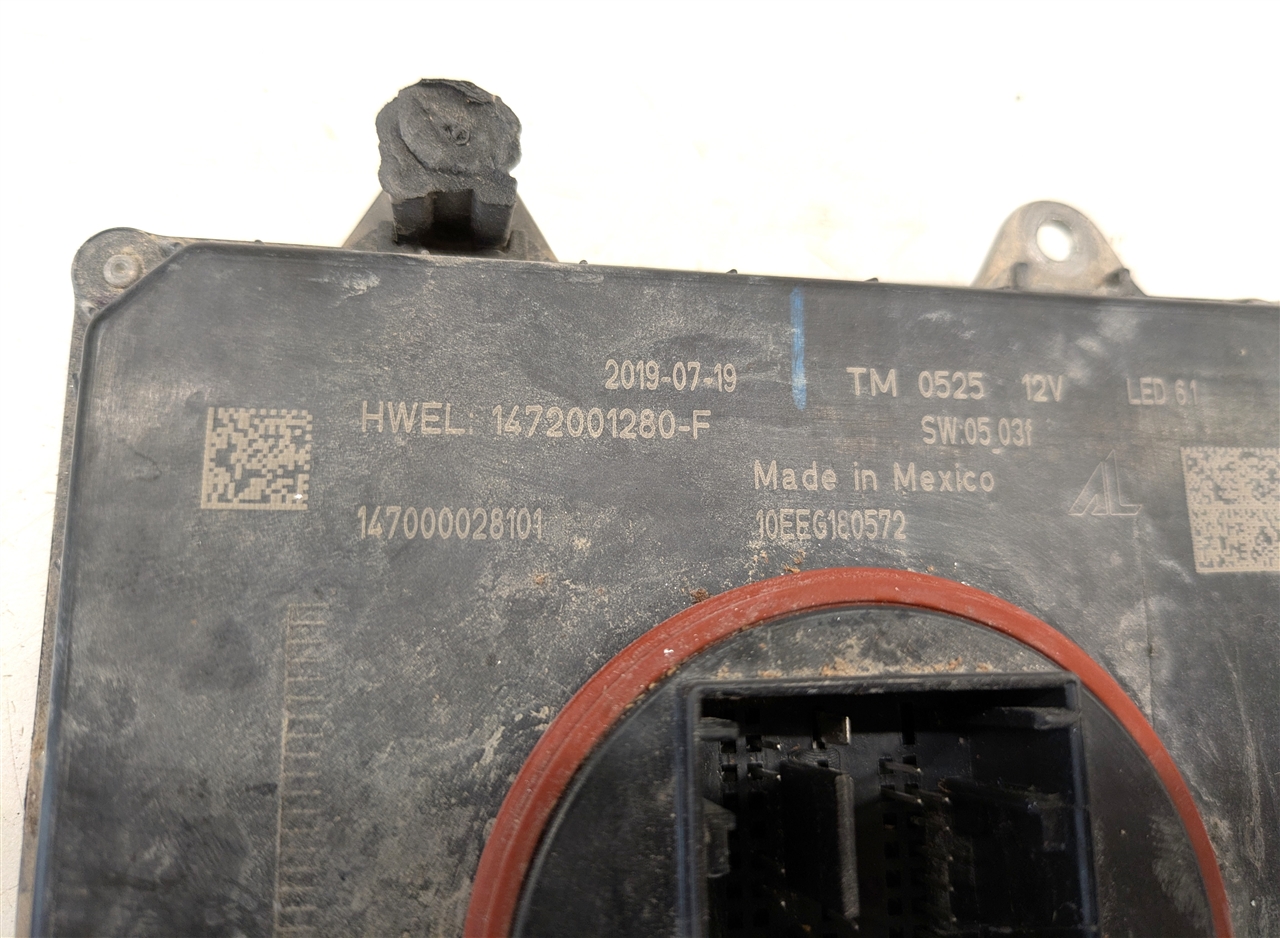 2019-07-19
TM 0525 12V LED 6.1
HWEL: 1472001280-F
SW:05.03f
Made in Mexico
AL
147000028101
10EEG180572